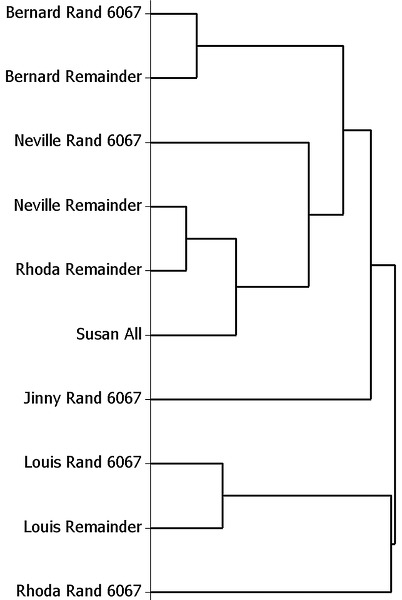 Bernard Rand 6067
Bernard Remainder
Neville Rand 6067
Neville Remainder
Rhoda Remainder
Susan All
Jinny Rand 6067
Louis Rand 6067
Louis Remainder
Rhoda Rand 6067